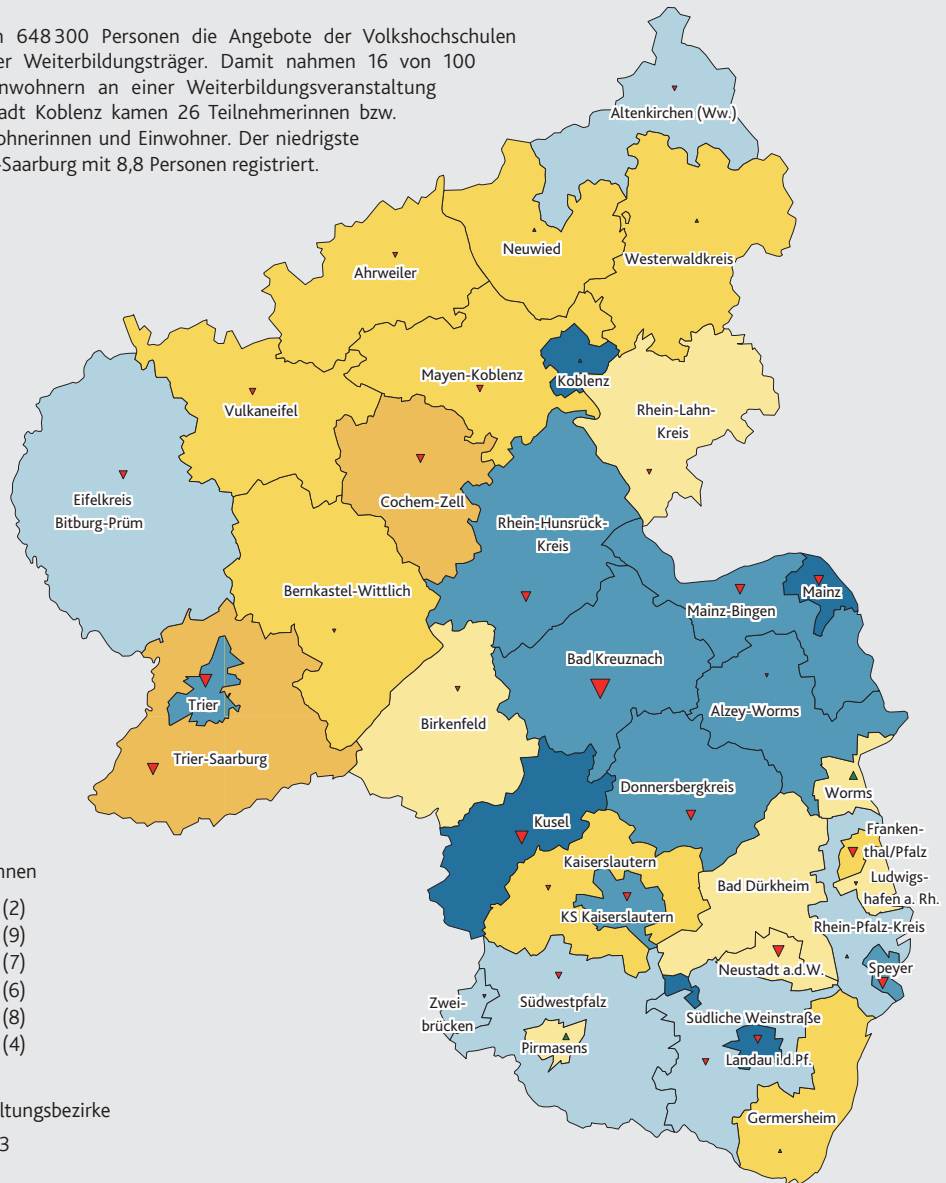 n 648 300 Personen die Angebote der Volkshochschulen
er Weiterbildungsträger. Damit nahmen 16 von 100
nwohnern an einer Weiterbildungsveranstaltung
adt Koblenz kamen 26 Teilnehmerinnen bzw.
ohnerinnen und Einwohner. Der niedrigste
-Saarburg mit 8,8 Personen registriert.
Altenkirchen (Ww.)
Neuwied
Westerwaldkreis
Ahrweiler
Mayen-Koblenz
Koblenz
Vulkaneifel
Rhein-Lahn-
Kreis
Cochem-Zell
Eifelkreis
Bitburg-Prüm
Rhein-Hunsrück-
Kreis
Bernkastel-Wittlich
Mainz-Bingen
Mainz
Bad Kreuznach
Trier
Alzey-Worms
Birkenfeld
Trier-Saarburg
Donnersbergkreis
Worms
Kusel
Franken-
thal/Pfalz
Kaiserslautern
Ludwigs-
hafen a. Rh.
Bad Dürkheim
KS Kaiserslautern
Rhein-Pfalz-Kreis
Neustadt a.d.W.
Speyer
Zwei-
brücken
Südwestpfalz
Südliche Weinstraße
Pirmasens
Landau i.d.Pf.
Germersheim
nnen
(2)
(9)
(7)
(6)
(8)
(4)
ltungsbezirke
3